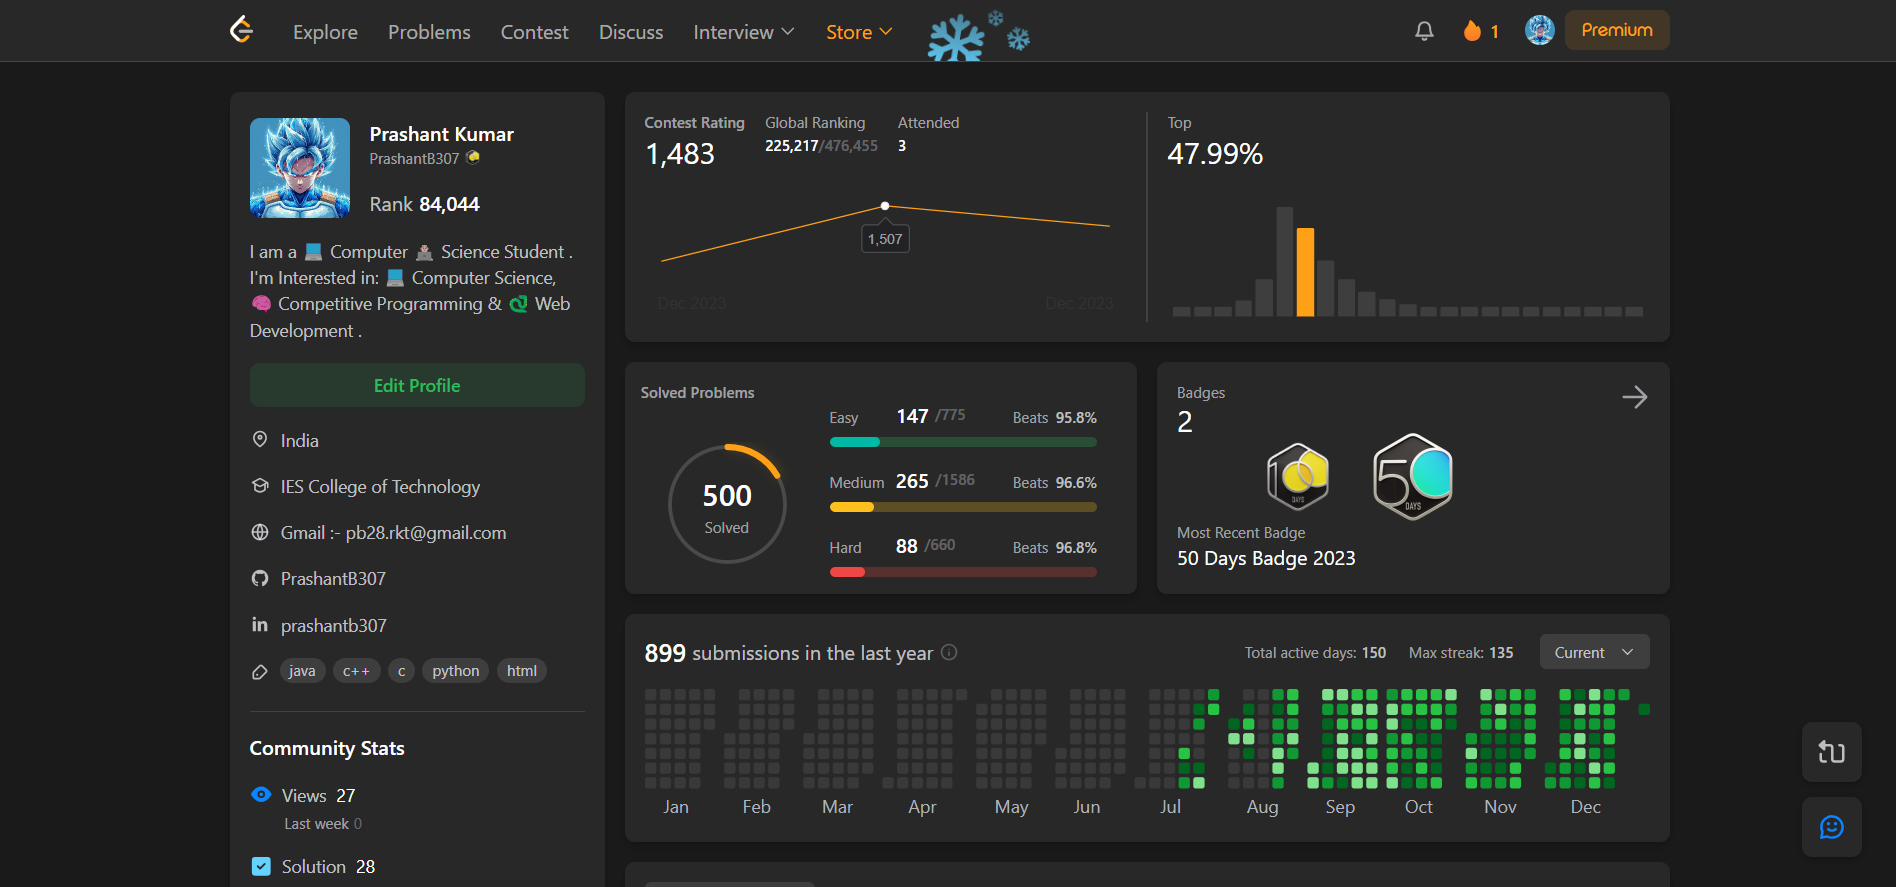 Explore Problems Contest Discuss Interview Store 1 Premium
Prashant Kumar
PrashantB307
Rank 84,044
I am a 💻 Computer 👨🏽‍💻 Science Student .
I'm Interested in: 💻 Computer Science,
🧠 Competitive Programming & 🐉 Web
Development .
Edit Profile
India
IES College of Technology
Gmail :- pb28.rkt@gmail.com
PrashantB307
in prashantb307
java c++ c python html
Community Stats
Views 27
Last week 0
Solution 28
Contest Rating
1,483
Global Ranking
225,217/476,455
Attended
3
1,507
Dec 2023 Dec 2023
Top
47.99%
Solved Problems
500
Solved
Easy 147 /775 Beats 95.8%
Medium 265 /1586 Beats 96.6%
Hard 88 /660 Beats 96.8%
Badges
2
100
DAYS
50
DAYS
Most Recent Badge
50 Days Badge 2023
899 submissions in the last year Total active days: 150 Max streak: 135 Current
Jan Feb Mar Apr May Jun Jul Aug Sep Oct Nov Dec